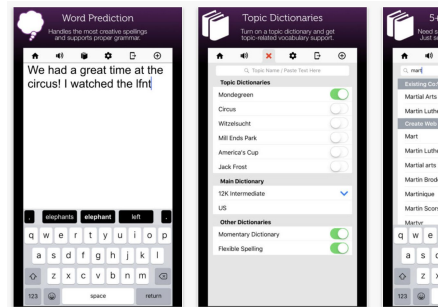 Word Prediction
Handles the most creative spellings
and supports proper grammar.
We had a great time at the
circus! I watched the lfnt
. elephants elephant left .
q w e r t y u i o p
a s d f g h j k l
z x c v b n m
123 space return
Topic Dictionaries
Turn on a topic dictionary and get
topic-related vocabulary support.
Topic Name / Paste Text Here
Topic Dictionaries
Mondegreen
Circus
Witzelsucht
Mill Ends Park
America's Cup
Jack Frost
Main Dictionary
12K Intermediate
US
Other Dictionaries
Momentary Dictionary
Flexible Spelling
5
Need s
Just s
mart
Existing Co
Martial Arts
Martin Luthe
Create Web
Mart
Martin Luthe
Martial arts
Martin Brod
Martinique
Martin Scors
Martyr
q w e
a s
z
123